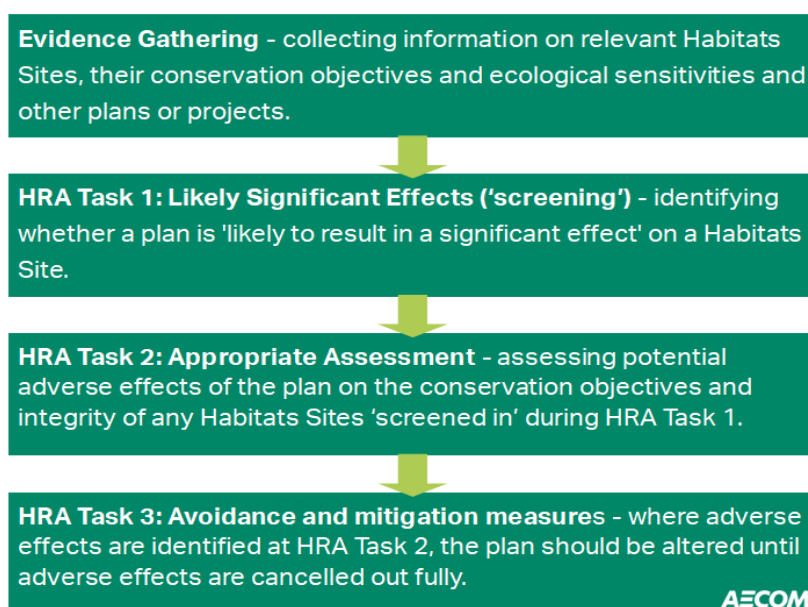 Evidence Gathering - collecting information on relevant Habitats
Sites, their conservation objectives and ecological sensitivities and
other plans or projects.
HRA Task 1: Likely Significant Effects (‘screening’) - identifying
whether a plan is 'likely to result in a significant effect' on a Habitats
Site.
HRA Task 2: Appropriate Assessment - assessing potential
adverse effects of the plan on the conservation objectives and
integrity of any Habitats Sites ‘screened in’ during HRA Task 1.
HRA Task 3: Avoidance and mitigation measures - where adverse
effects are identified at HRA Task 2, the plan should be altered until
adverse effects are cancelled out fully.
AECOM